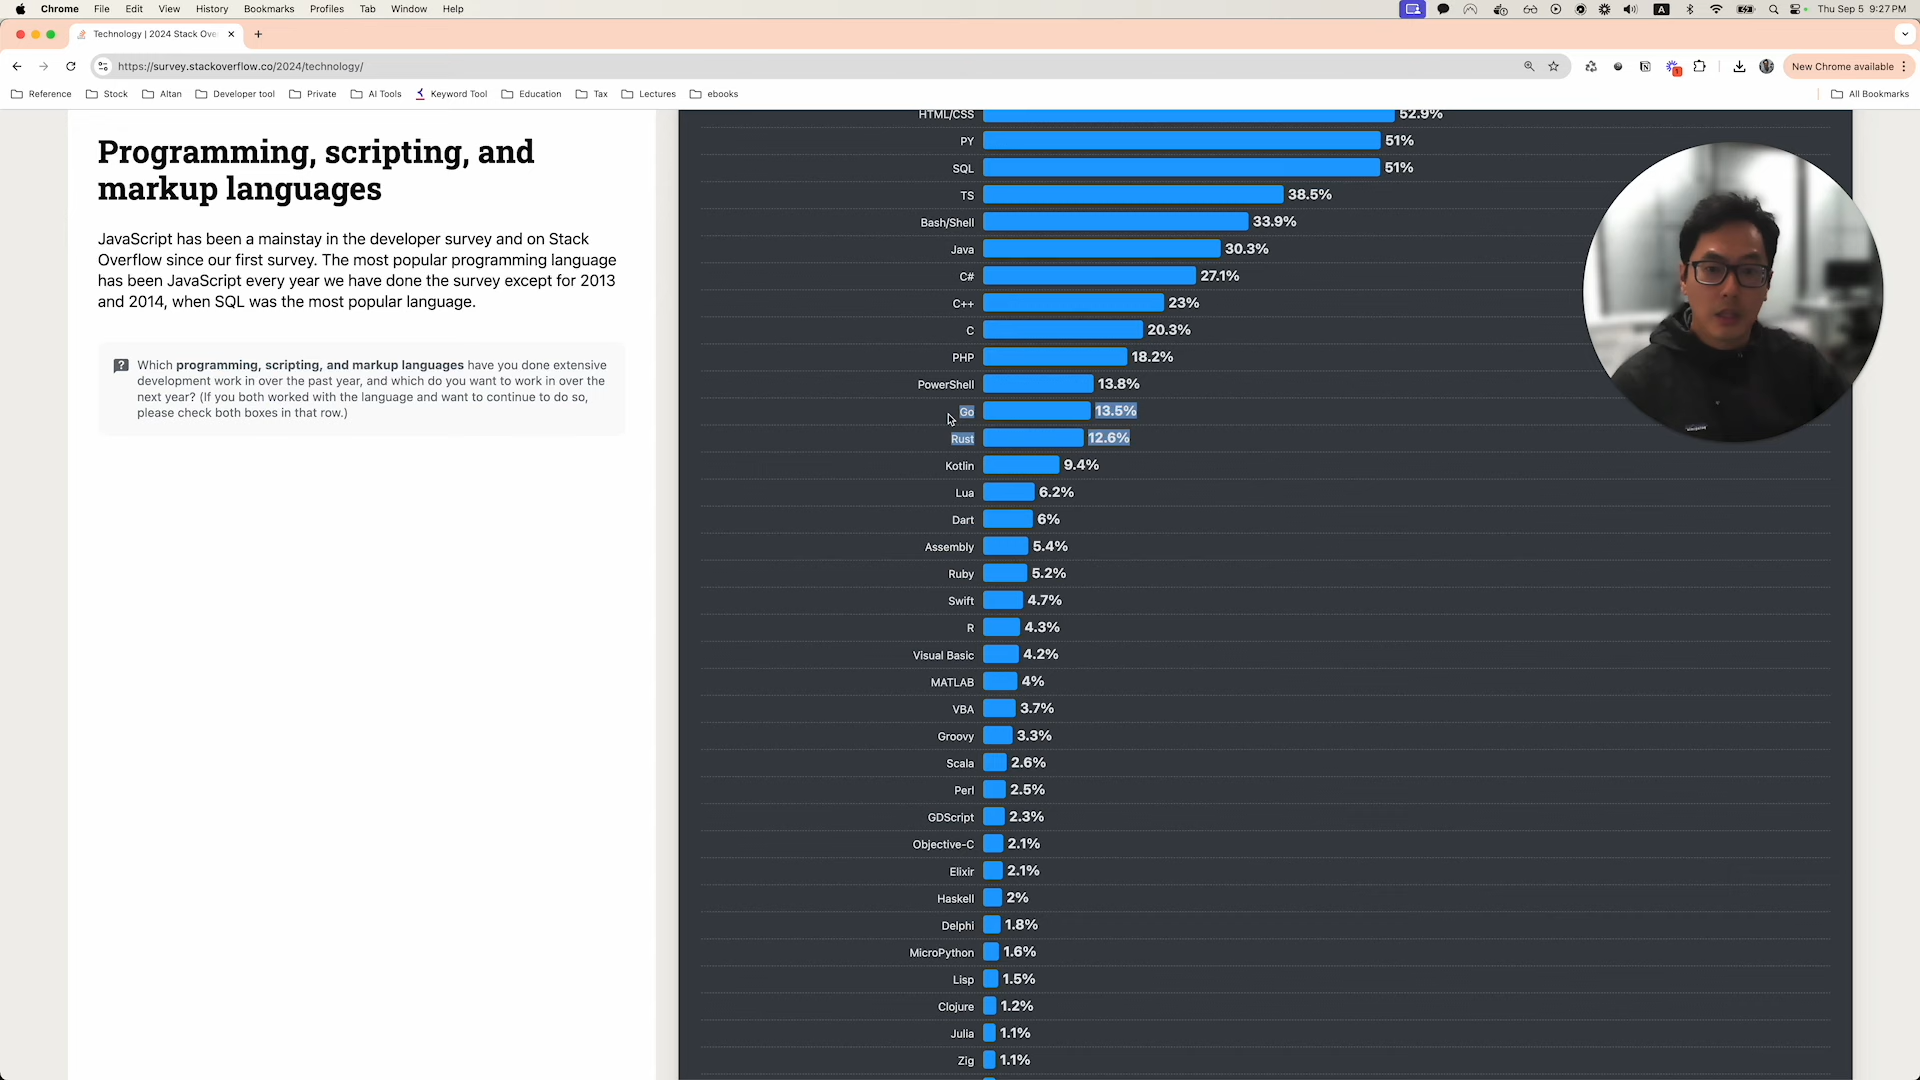 Chrome File Edit View History Bookmarks Profiles Tab Window Help
A
Thu Sep 5 9:27 PM
Technology | 2024 Stack Ove
https://survey.stackoverflow.co/2024/technology/
1
New Chrome available
Reference Stock Altan Developer tool Private AI Tools Keyword Tool Education Tax Lectures ebooks
All Bookmarks
Programming, scripting, and
markup languages
JavaScript has been a mainstay in the developer survey and on Stack
Overflow since our first survey. The most popular programming language
has been JavaScript every year we have done the survey except for 2013
and 2014, when SQL was the most popular language.
Which programming, scripting, and markup languages have you done extensive
development work in over the past year, and which do you want to work in over the
next year? (If you both worked with the language and want to continue to do so,
please check both boxes in that row.)
HTML/CSS 52.9%
PY 51%
SQL 51%
TS 38.5%
Bash/Shell 33.9%
Java 30.3%
C# 27.1%
C++ 23%
C 20.3%
PHP 18.2%
PowerShell 13.8%
Go 13.5%
Rust 12.6%
Kotlin 9.4%
Lua 6.2%
Dart 6%
Assembly 5.4%
Ruby 5.2%
Swift 4.7%
R 4.3%
Visual Basic 4.2%
MATLAB 4%
VBA 3.7%
Groovy 3.3%
Scala 2.6%
Perl 2.5%
GDScript 2.3%
Objective-C 2.1%
Elixir 2.1%
Haskell 2%
Delphi 1.8%
MicroPython 1.6%
Lisp 1.5%
Clojure 1.2%
Julia 1.1%
Zig 1.1%